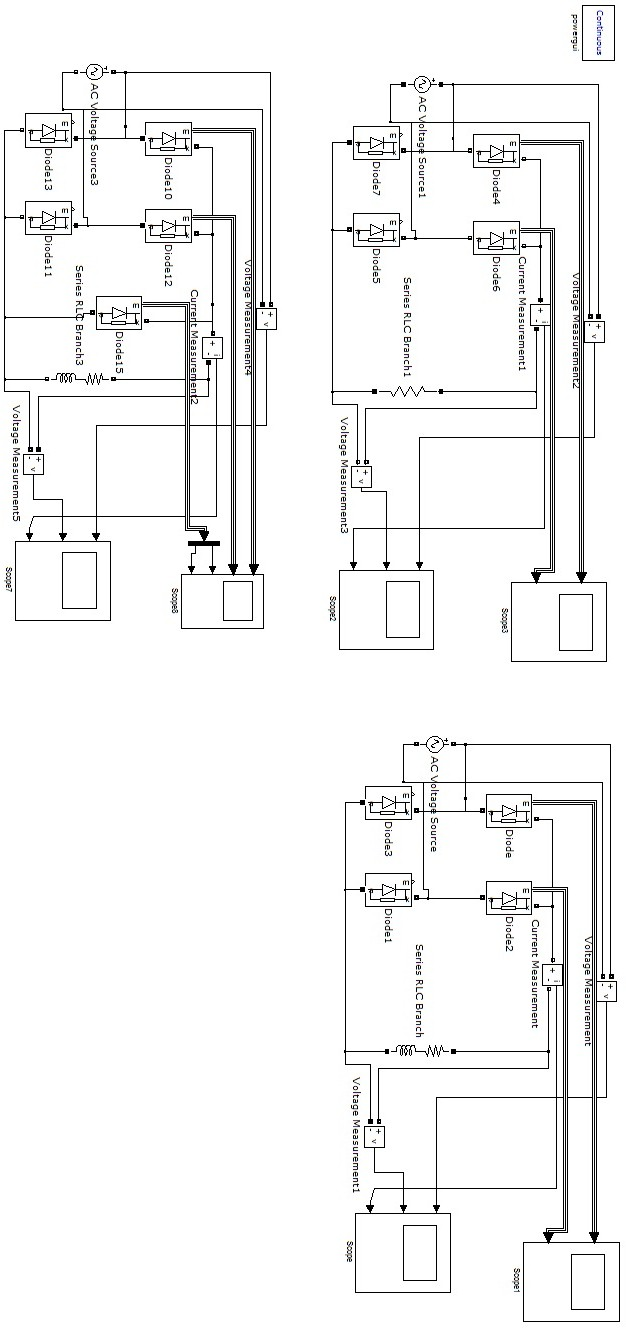 Continuous
powergui
AC Voltage Source1
Diode7
Diode4
Diode5
Diode6
Series RLC Branch1
Current Measurement1
Voltage Measurement2
Voltage Measurement3
Scope2
Scope3
AC Voltage Source3
Diode13
Diode10
Diode11
Diode12
Diode15
Series RLC Branch3
Current Measurement2
Voltage Measurement4
Voltage Measurement5
Scope7
Scope8
AC Voltage Source
Diode3
Diode
Diode1
Diode2
Series RLC Branch
Current Measurement
Voltage Measurement
Voltage Measurement1
Scope
Scope1